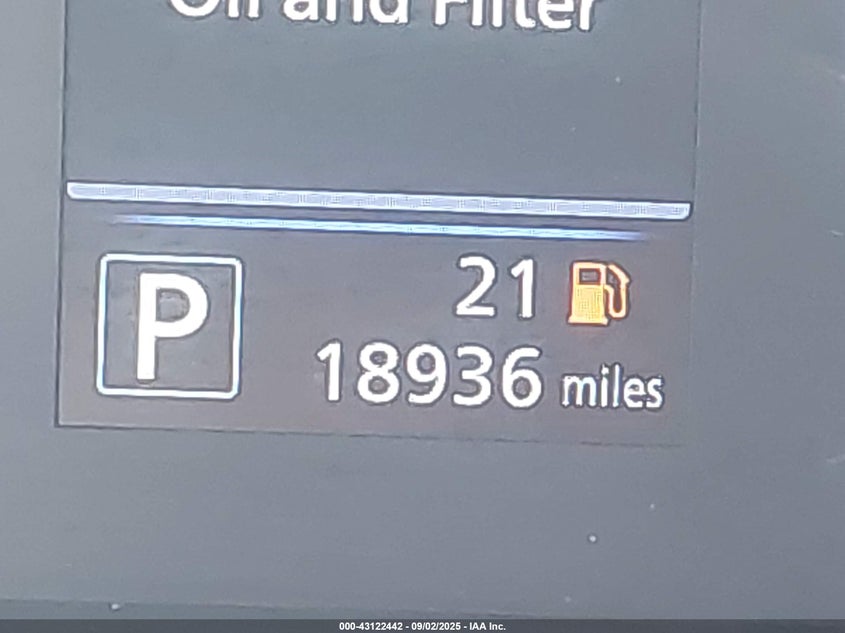 Oil and Filter
21
P
18936 miles
000-43122442 - 09/02/2025 - IAA Inc.